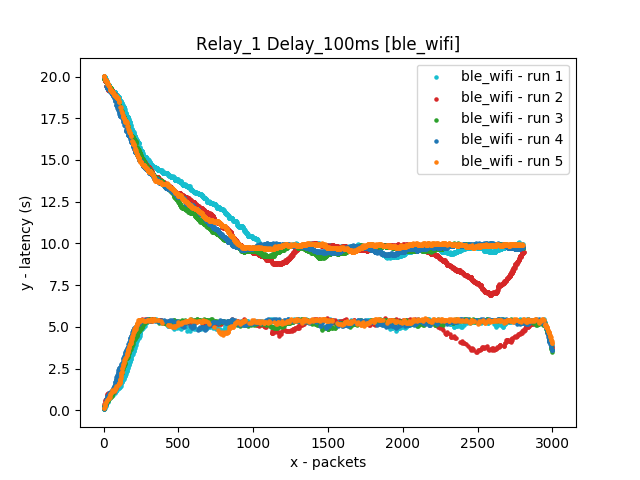 Relay_1 Delay_100ms [ble_wifi]
ble_wifi - run 1
ble_wifi - run 2
ble_wifi - run 3
ble_wifi - run 4
ble_wifi - run 5
y - latency (s)
20.0
17.5
15.0
12.5
10.0
7.5
5.0
2.5
0.0
0 500 1000 1500 2000 2500 3000
x - packets